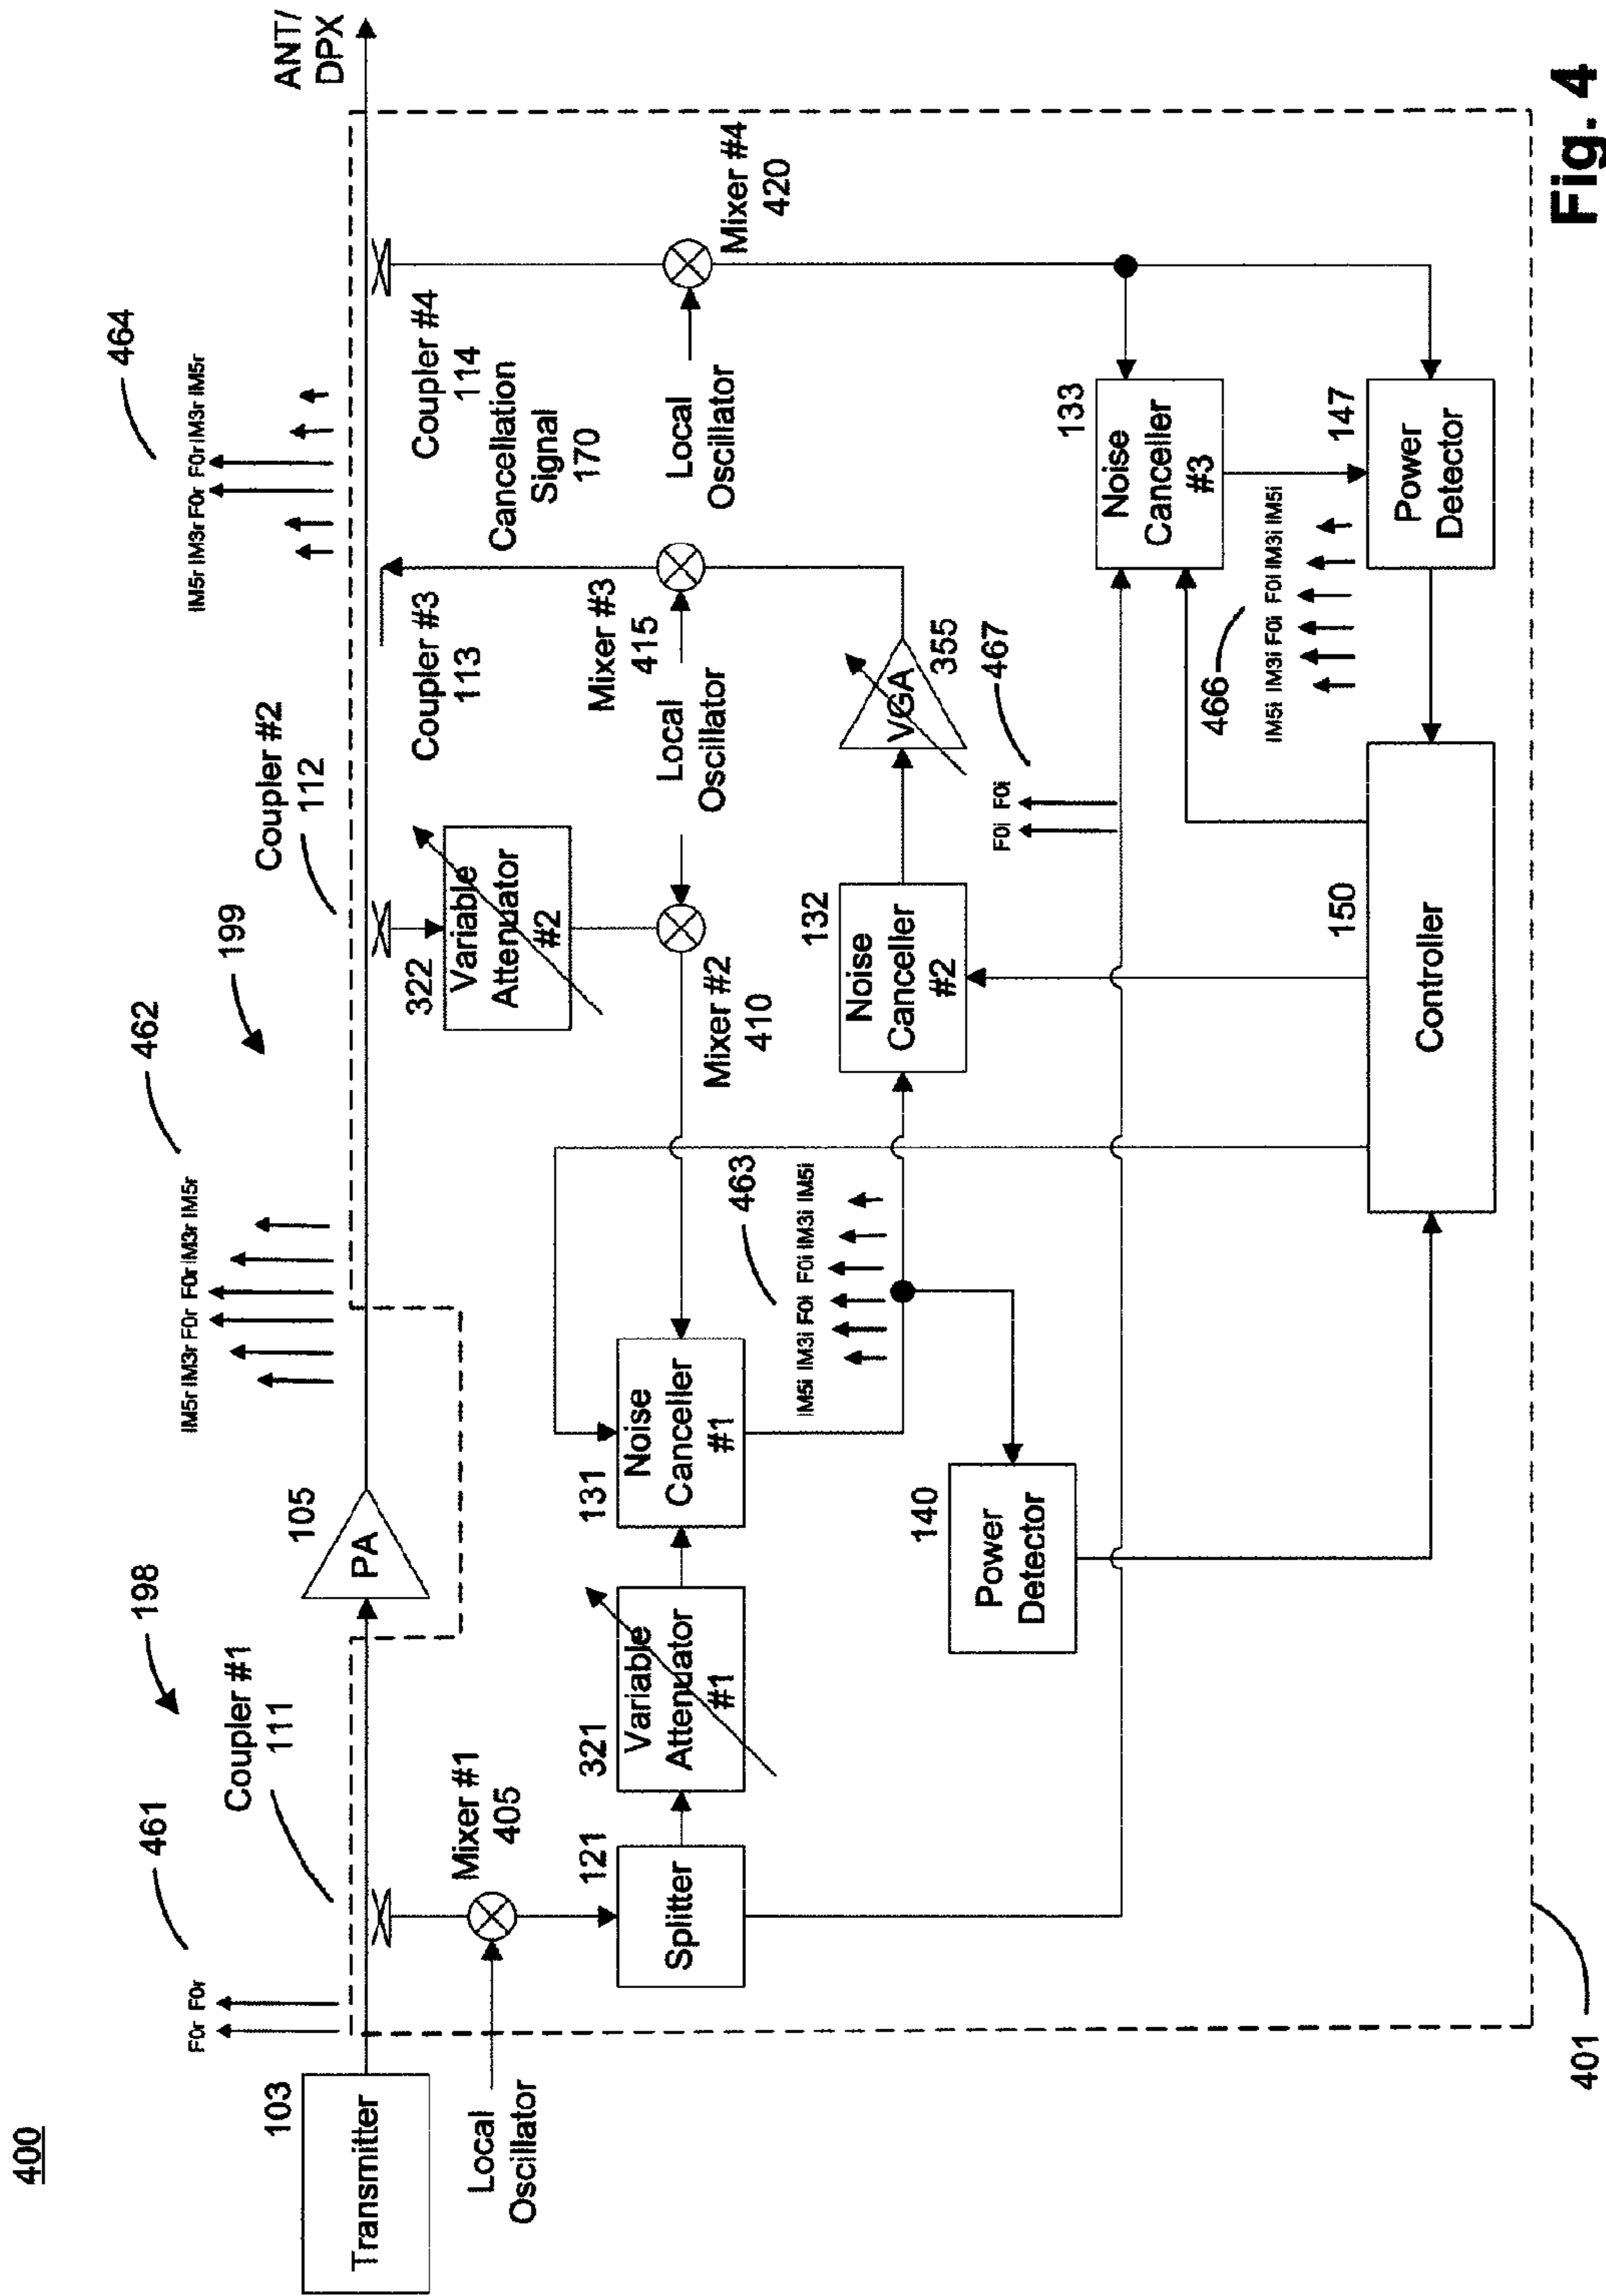 400
Transmitter
103
F0r F0r
461
198
Coupler #1
111
Local
Oscillator
Mixer #1
405
Splitter
121
Variable
Attenuator
#1
321
PA
105
IM5r IM3r F0r F0r IM3r IM5r
462
199
Noise
Canceller
#1
131
Power
Detector
140
IM5i IM3i F0i F0i IM3i IM5i
463
Coupler #2
112
Variable
Attenuator
#2
322
Mixer #2
410
Local
Oscillator
Noise
Canceller
#2
132
VGA
355
Mixer #3
415
Coupler #3
113
Cancellation
Signal
170
Coupler #4
114
IM5r IM3r F0r F0r IM3r IM5r
464
Local
Oscillator
Mixer #4
420
F0i F0i
467
Noise
Canceller
#3
133
IM5i IM3i F0i F0i IM3i IM5i
466
Power
Detector
147
Controller
150
ANT/
DPX
401
Fig. 4